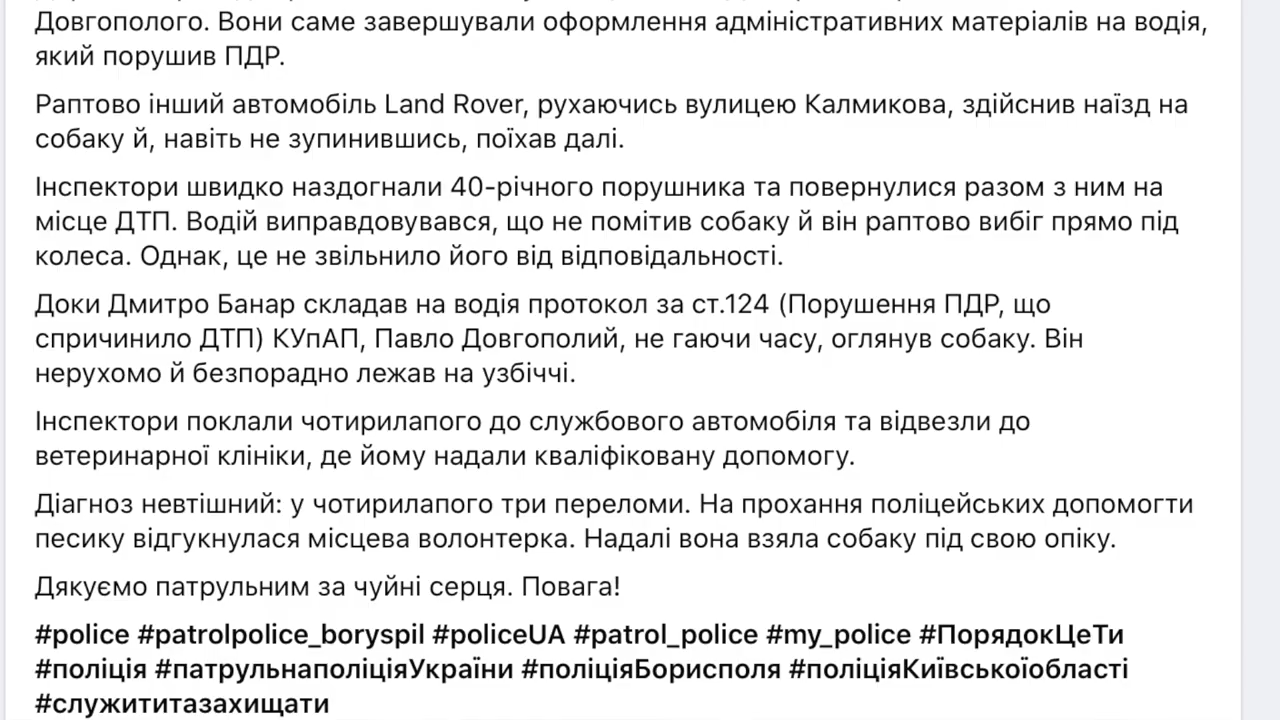 Довгополого. Вони саме завершували оформлення адміністративних матеріалів на водія,
який порушив ПДР.
Раптово інший автомобіль Land Rover, рухаючись вулицею Калмикова, здійснив наїзд на
собаку й, навіть не зупинившись, поїхав далі.
Інспектори швидко наздогнали 40-річного порушника та повернулися разом з ним на
місце ДТП. Водій виправдовувався, що не помітив собаку й він раптово вибіг прямо під
колеса. Однак, це не звільнило його від відповідальності.
Доки Дмитро Банар складав на водія протокол за ст.124 (Порушення ПДР, що
спричинило ДТП) КУпАП, Павло Довгополий, не гаючи часу, оглянув собаку. Він
нерухомо й безпорадно лежав на узбіччі.
Інспектори поклали чотирилапого до службового автомобіля та відвезли до
ветеринарної клініки, де йому надали кваліфіковану допомогу.
Діагноз невтішний: у чотирилапого три переломи. На прохання поліцейських допомогти
песику відгукнулася місцева волонтерка. Надалі вона взяла собаку під свою опіку.
Дякуємо патрульним за чуйні серця. Повага!
#police #patrolpolice_boryspil #policeUA #patrol_police #my_police #ПорядокЦеТи
#поліція #патрульнаполіціяУкраїни #поліціяБорисполя #поліціяКиївськоїобласті
#служититазахищати